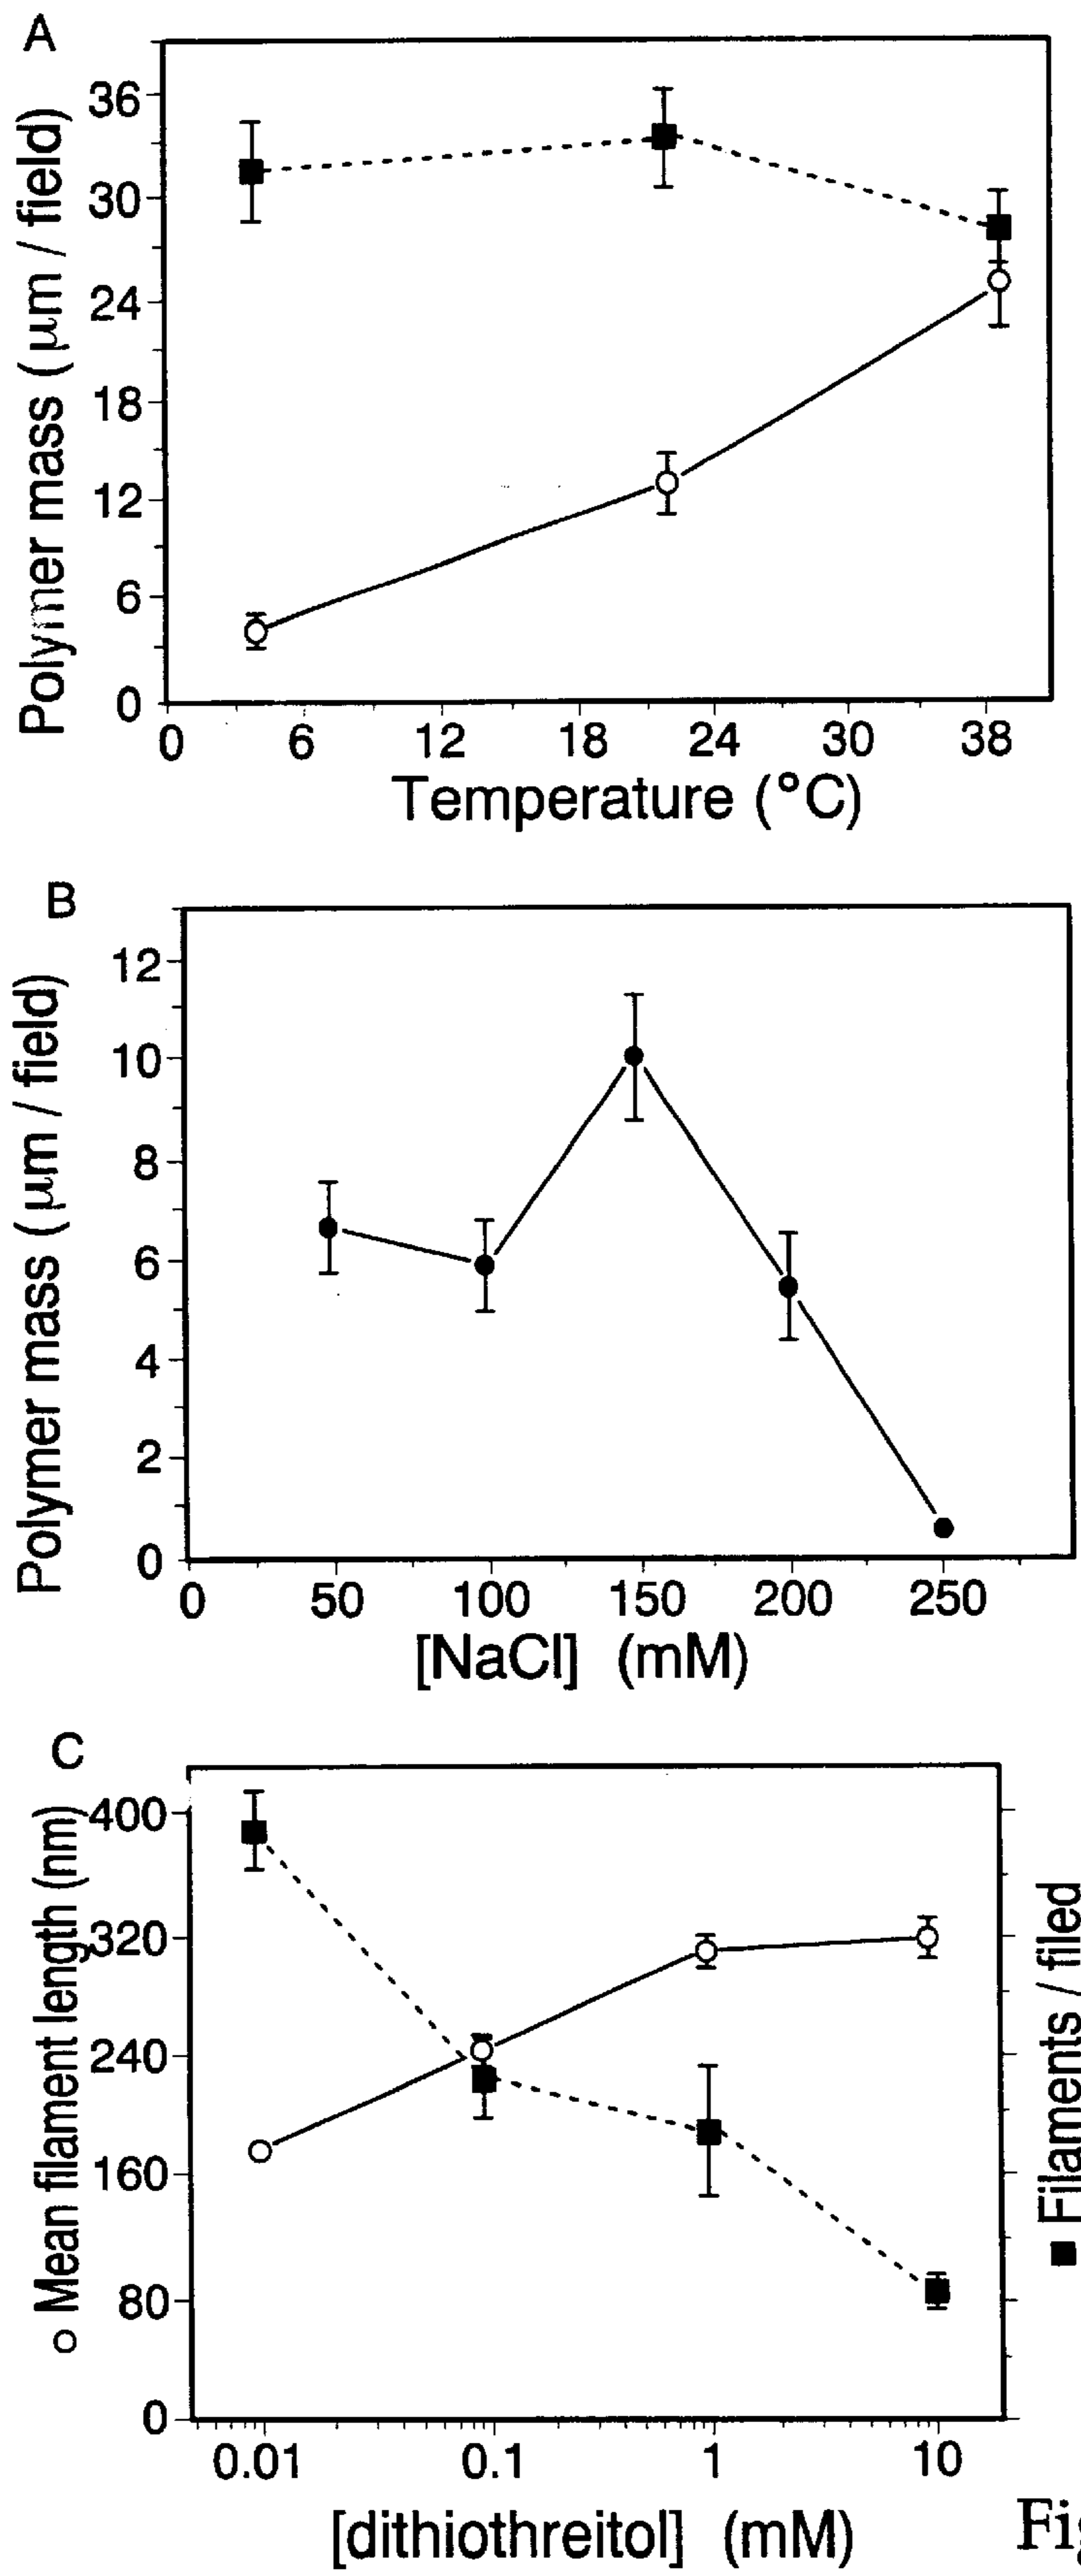 A
Polymer mass (μm / field)
36
30
24
18
12
6
0
0 6 12 18 24 30 38
Temperature (°C)
B
Polymer mass (μm / field)
12
10
8
6
4
2
0
0 50 100 150 200 250
[NaCl] (mM)
C
○ Mean filament length (nm)
400
320
240
160
80
0
■ Filaments / filed
0.01 0.1 1 10
[dithiothreitol] (mM)
Fig